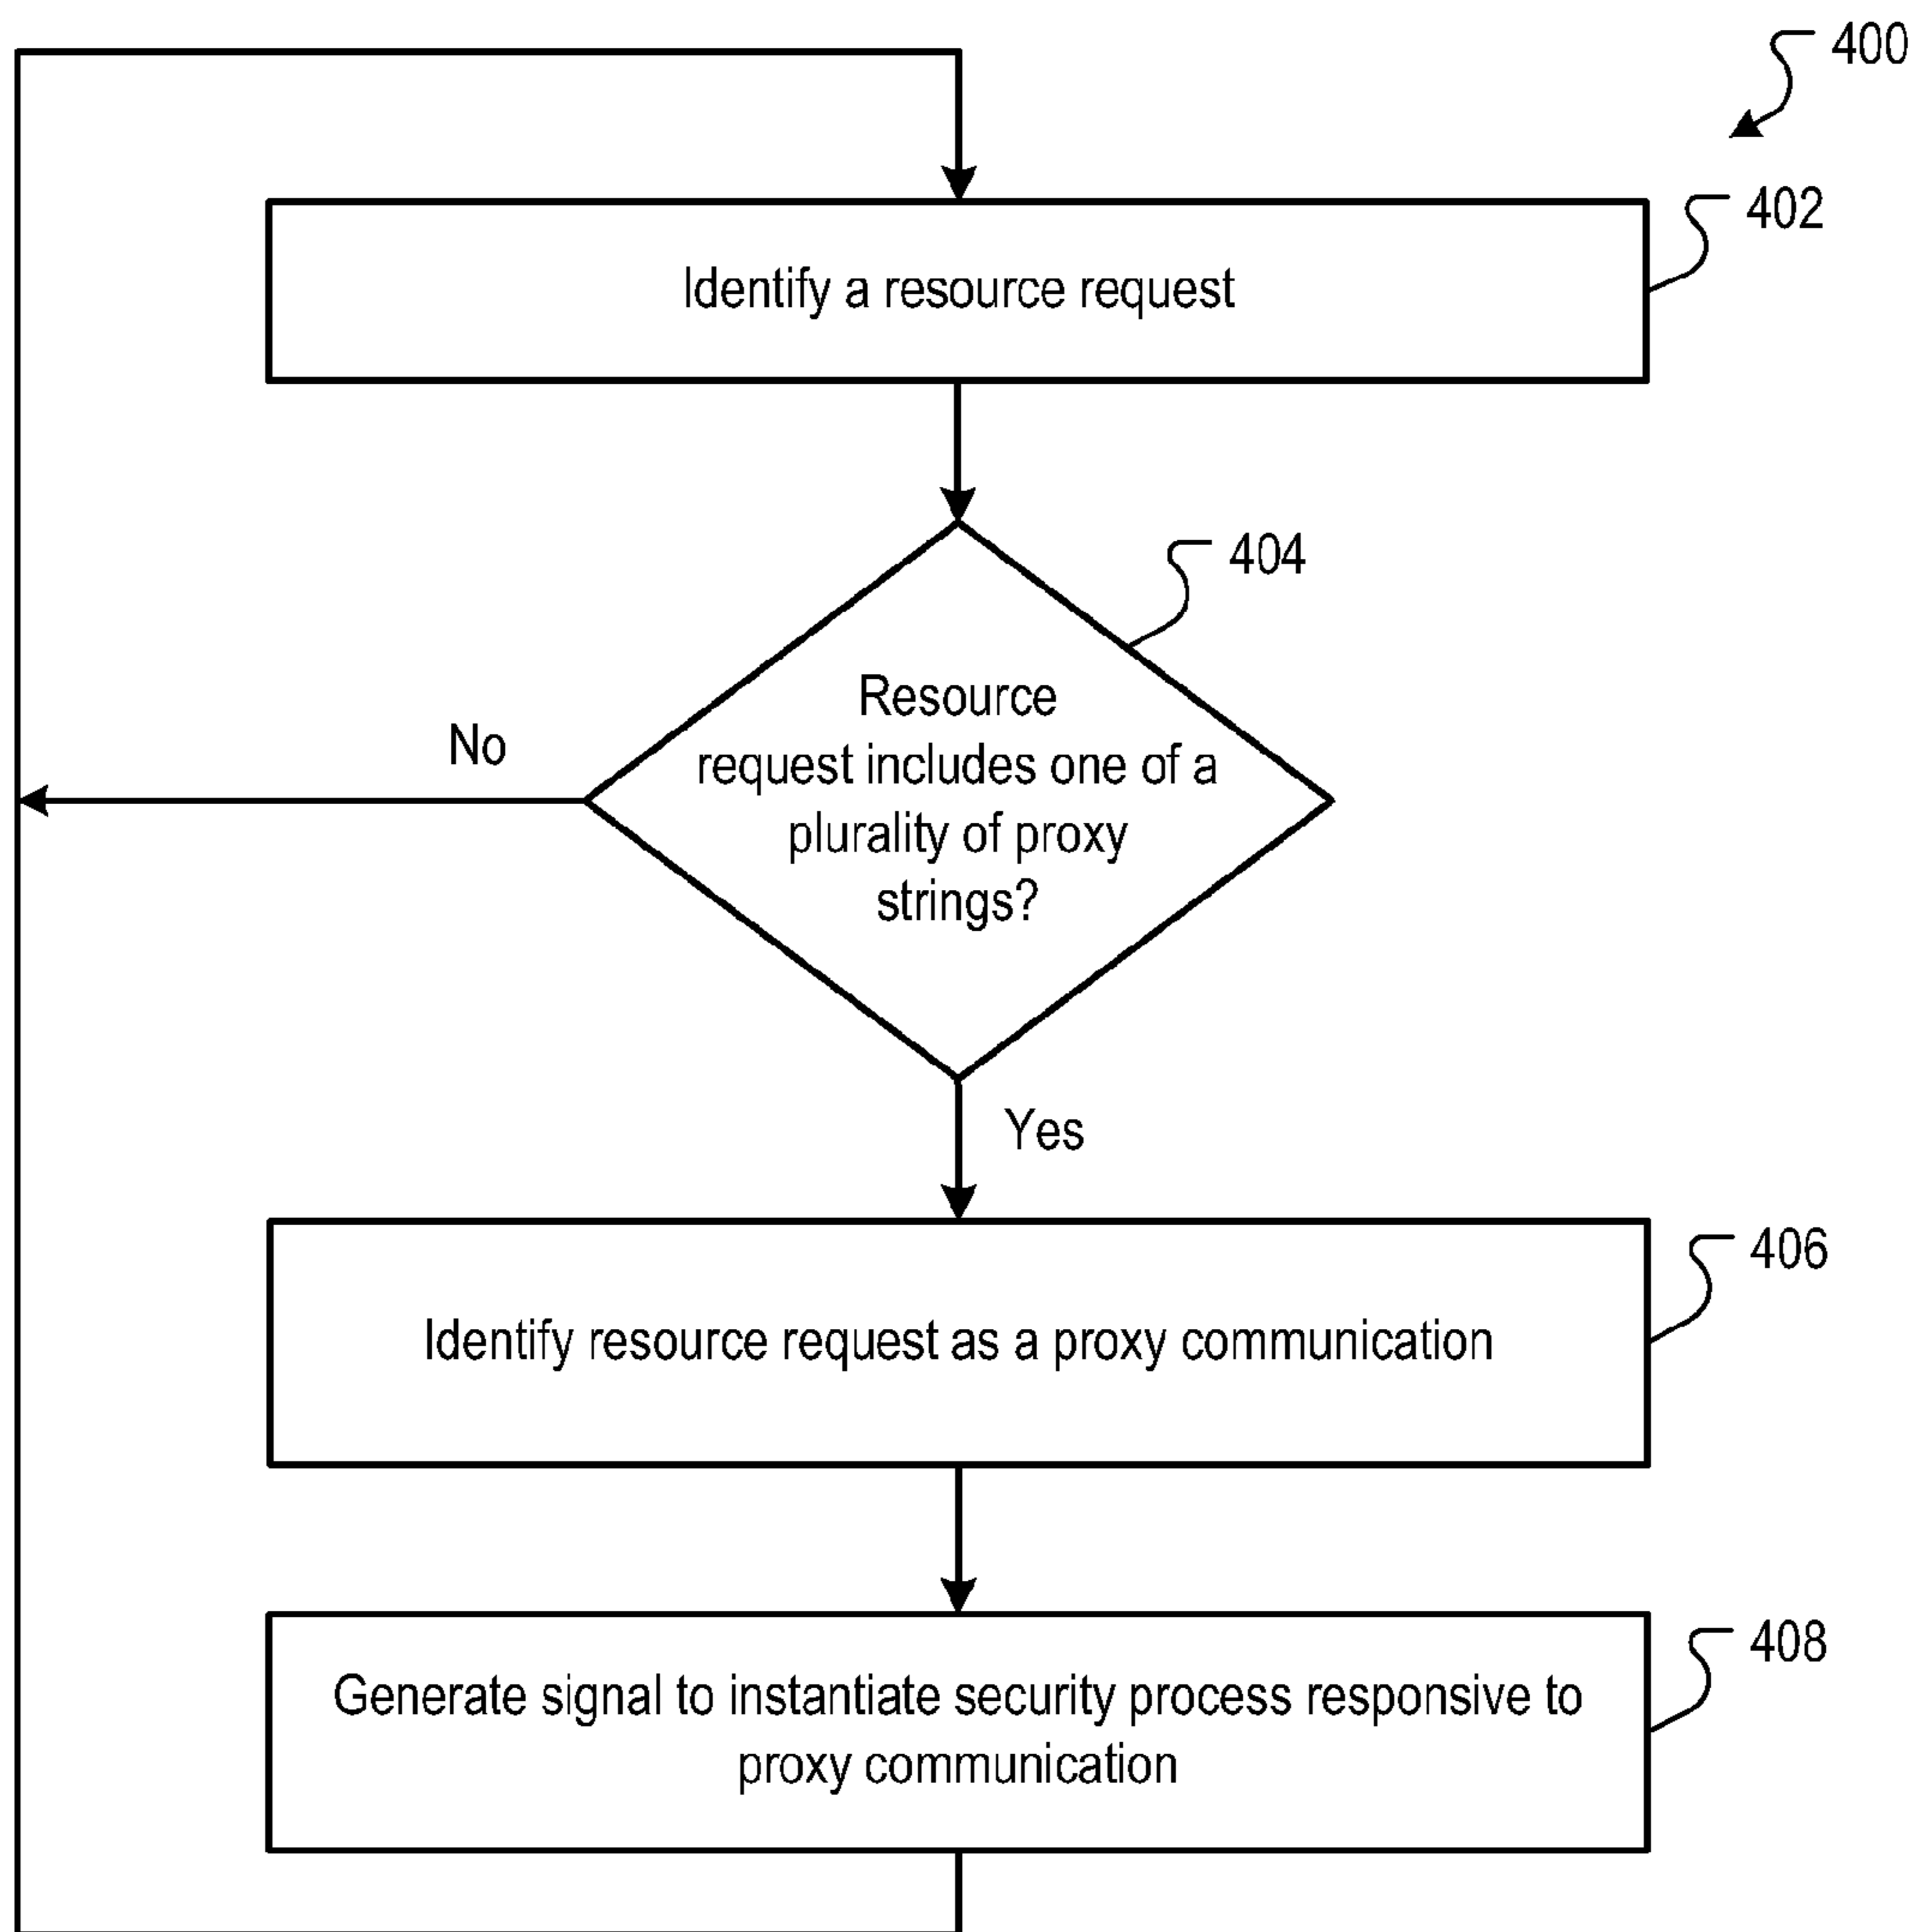 400
402
Identify a resource request
404
Resource
request includes one of a
plurality of proxy
strings?
No
Yes
406
Identify resource request as a proxy communication
408
Generate signal to instantiate security process responsive to
proxy communication